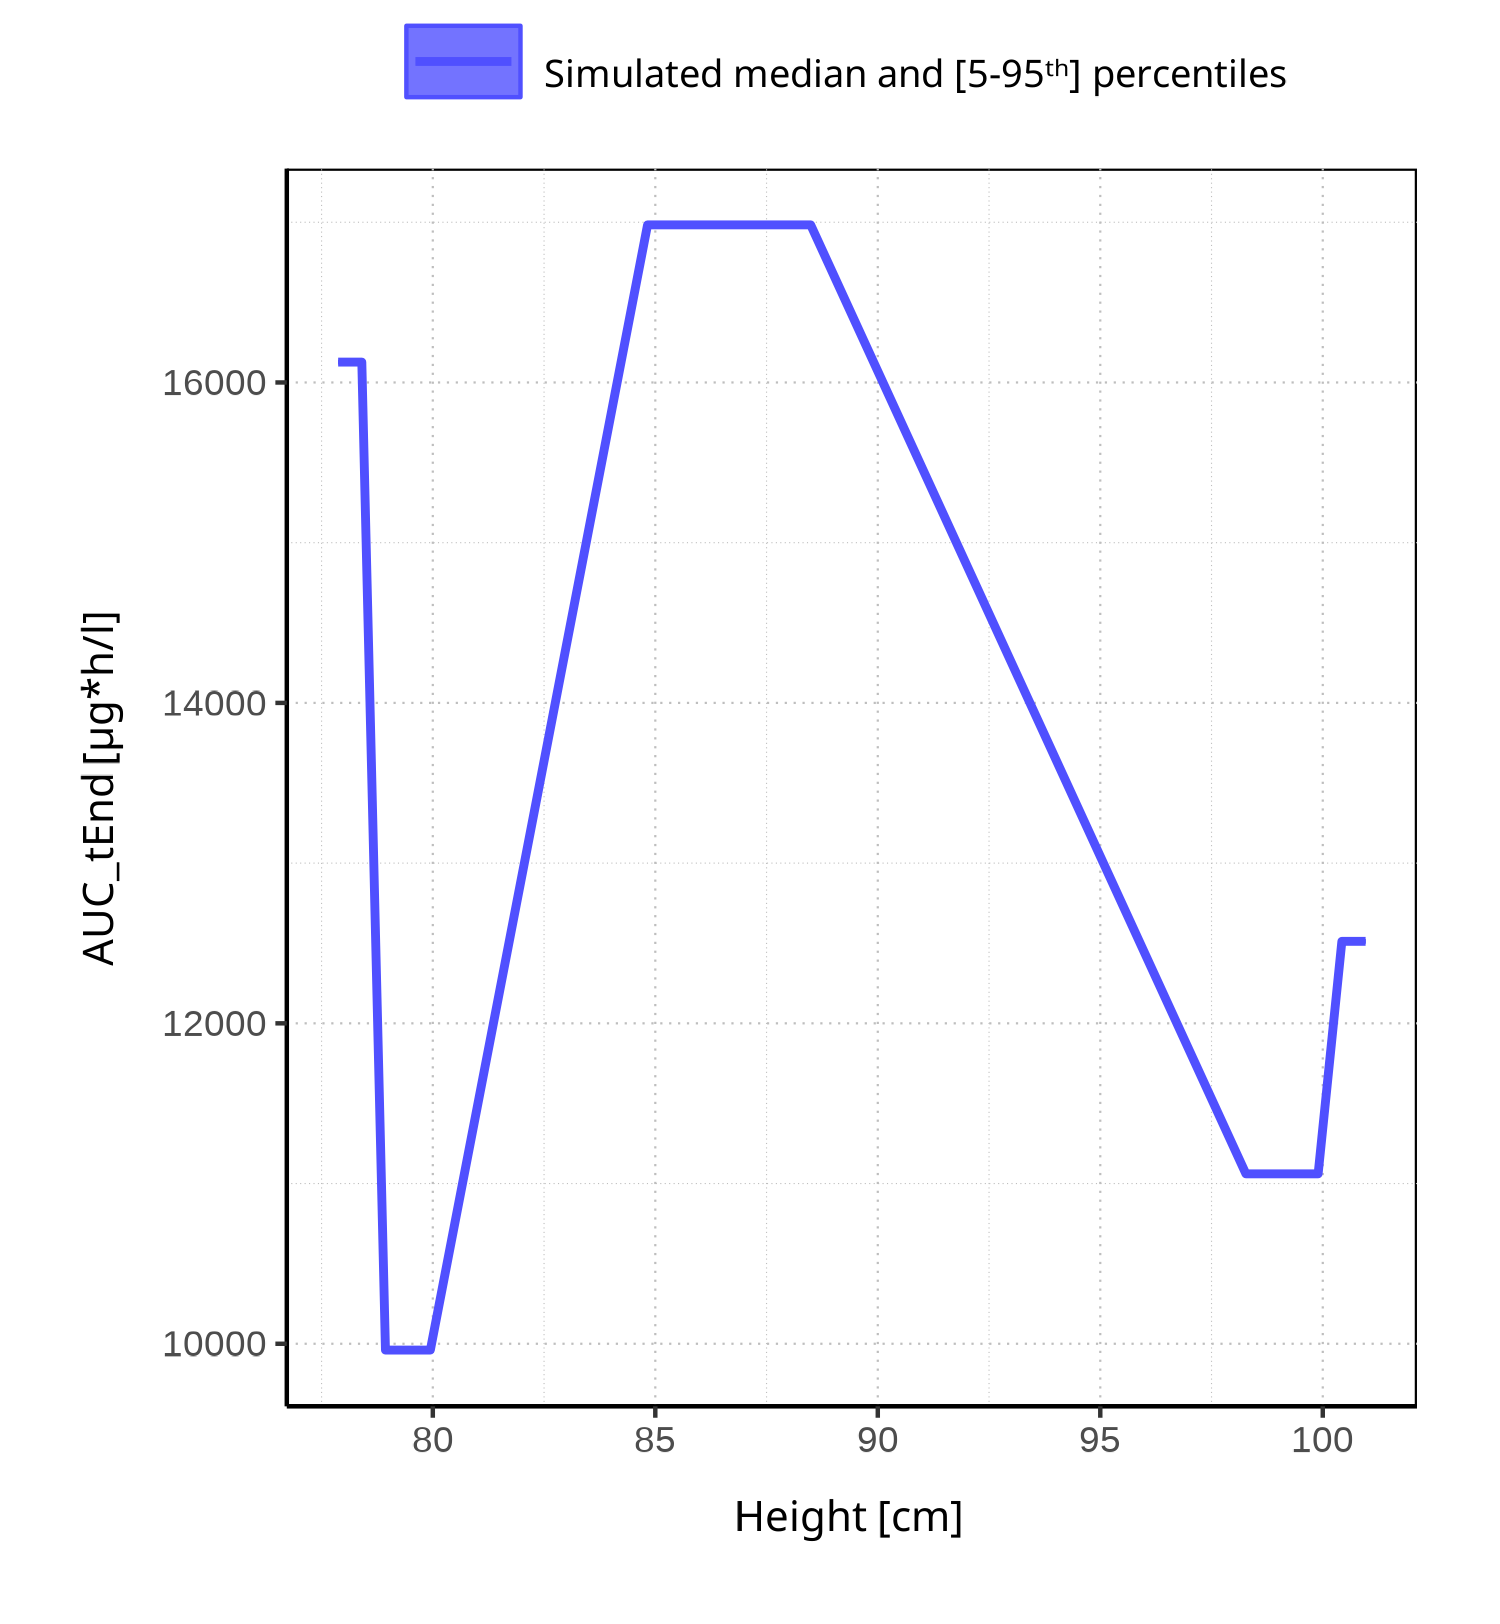 Simulated median and [5-95ᵗʰ] percentiles
AUC_tEnd [µg*h/l]
16000
14000
12000
10000
80 85 90 95 100
Height [cm]